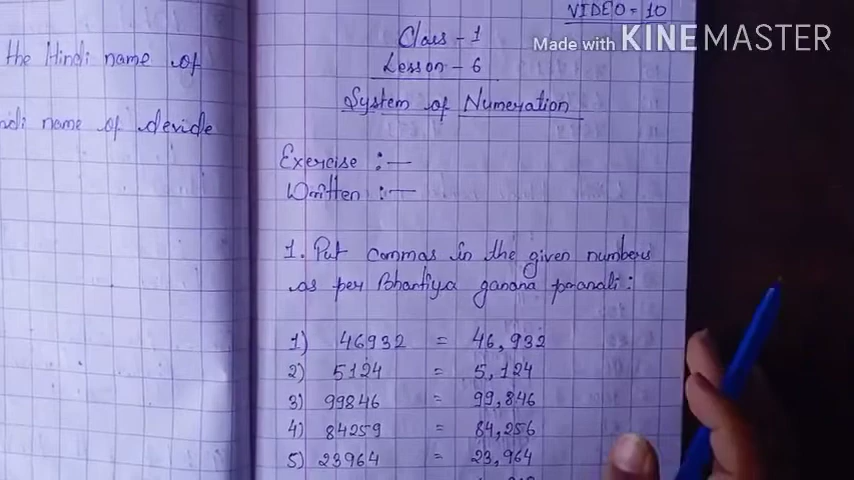 VIDEO = 10
Made with KINEMASTER
the Hindi name of
ndi name of devide
Class - 1
Lesson - 6
System of Numeration
Exercise :—
Written :—
1. Put commas in the given numbers
as per Bhartiya ganana pranali :
1) 46932 = 46,932
2) 5124 = 5,124
3) 99846 = 99,846
4) 84259 = 84,256
5) 23964 = 23,964